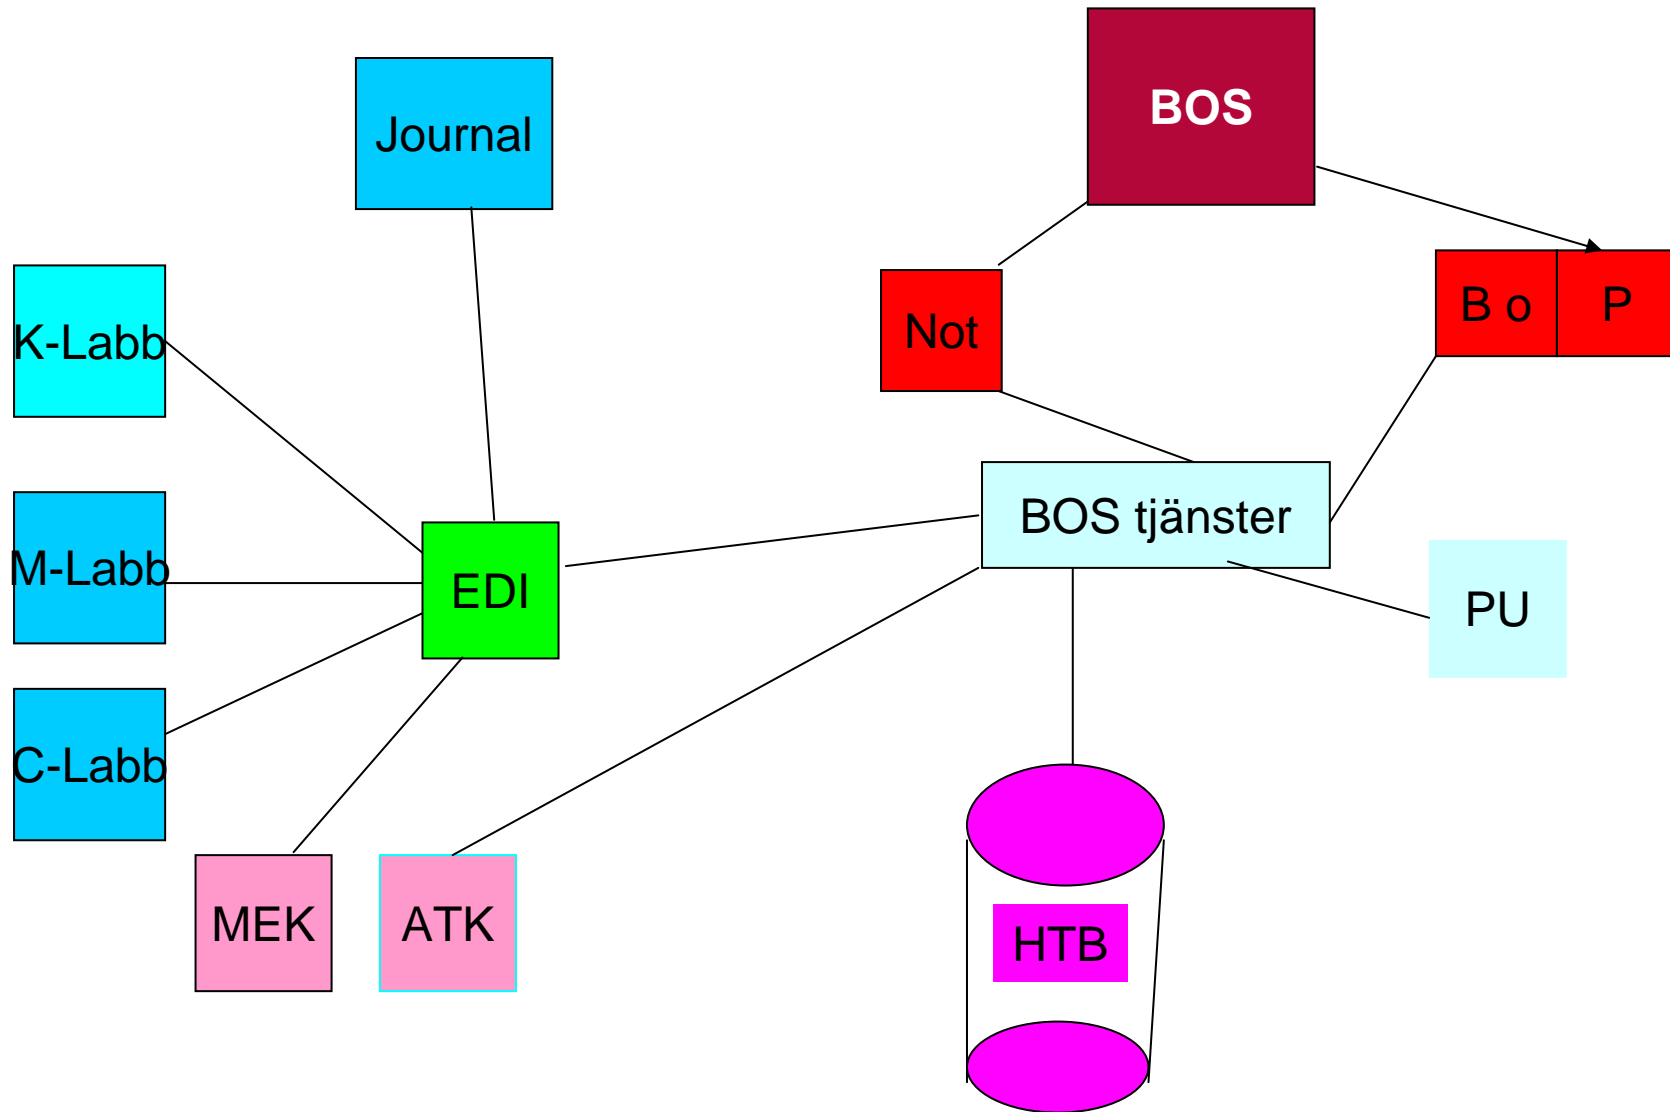 BOS
Journal
B o
P
Not
K-Labb
BOS tjänster
M-Labb
EDI
PU
C-Labb
MEK
ATK
HTB